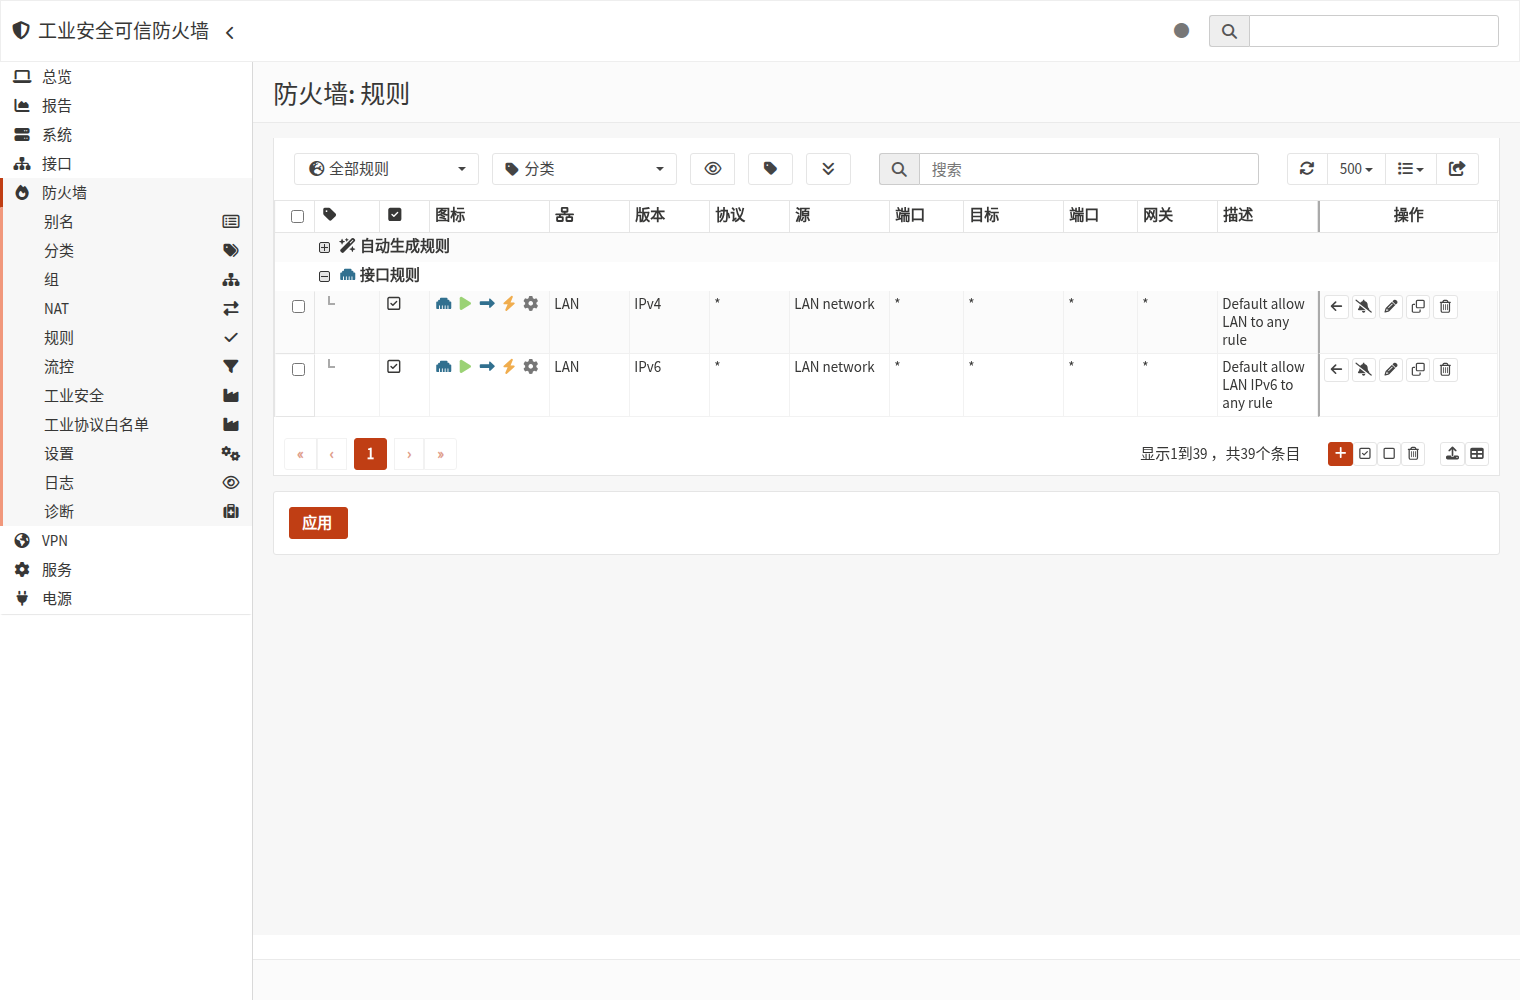 工业安全可信防火墙
总览
报告
系统
接口
防火墙
别名
分类
组
NAT
规则
流控
工业安全
工业协议白名单
设置
日志
诊断
VPN
服务
电源
防火墙: 规则
全部规则 分类 搜索 500
图标 版本 协议 源 端口 目标 端口 网关 描述 操作
自动生成规则
接口规则
LAN IPv4 * LAN network * * * * Default allow
LAN to any
rule
LAN IPv6 * LAN network * * * * Default allow
LAN IPv6 to
any rule
« ‹ 1 › » 显示1到39 ，共39个条目
应用